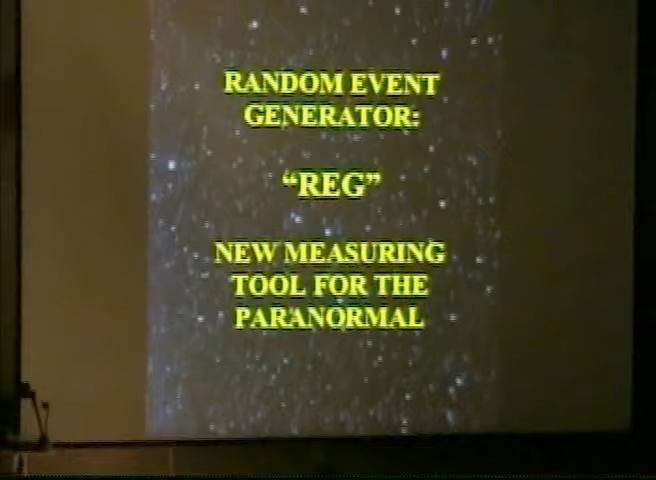 RANDOM EVENT
GENERATOR:
“REG”
NEW MEASURING
TOOL FOR THE
PARANORMAL